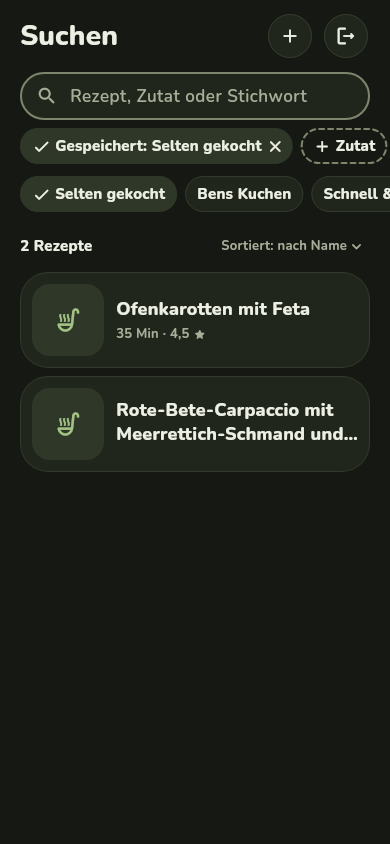 Suchen
Rezept, Zutat oder Stichwort
Gespeichert: Selten gekocht
Zutat
Selten gekocht
Bens Kuchen
Schnell &
2 Rezepte
Sortiert: nach Name
Ofenkarotten mit Feta
35 Min · 4,5 ★
Rote-Bete-Carpaccio mit
Meerrettich-Schmand und…